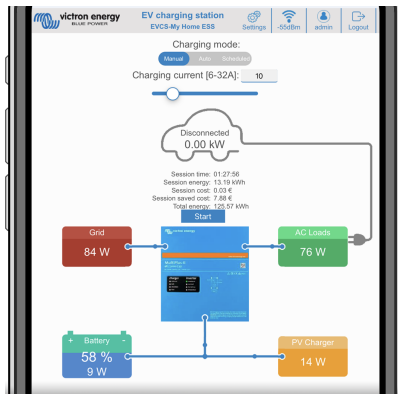 victron energy
BLUE POWER
EV charging station
EVCS-My Home ESS
Settings
-55dBm
admin
Logout
Charging mode:
Manual Auto Scheduled
Charging current [6-32A]: 10
Disconnected
0.00 kW
Session time: 01:27:56
Session energy: 13.19 kWh
Session cost: 0.03 €
Session saved cost: 7.88 €
Total energy: 125.57 kWh
Start
Grid
84 W
victron energy
AC Loads
76 W
+ Battery -
58 %
9 W
PV Charger
14 W